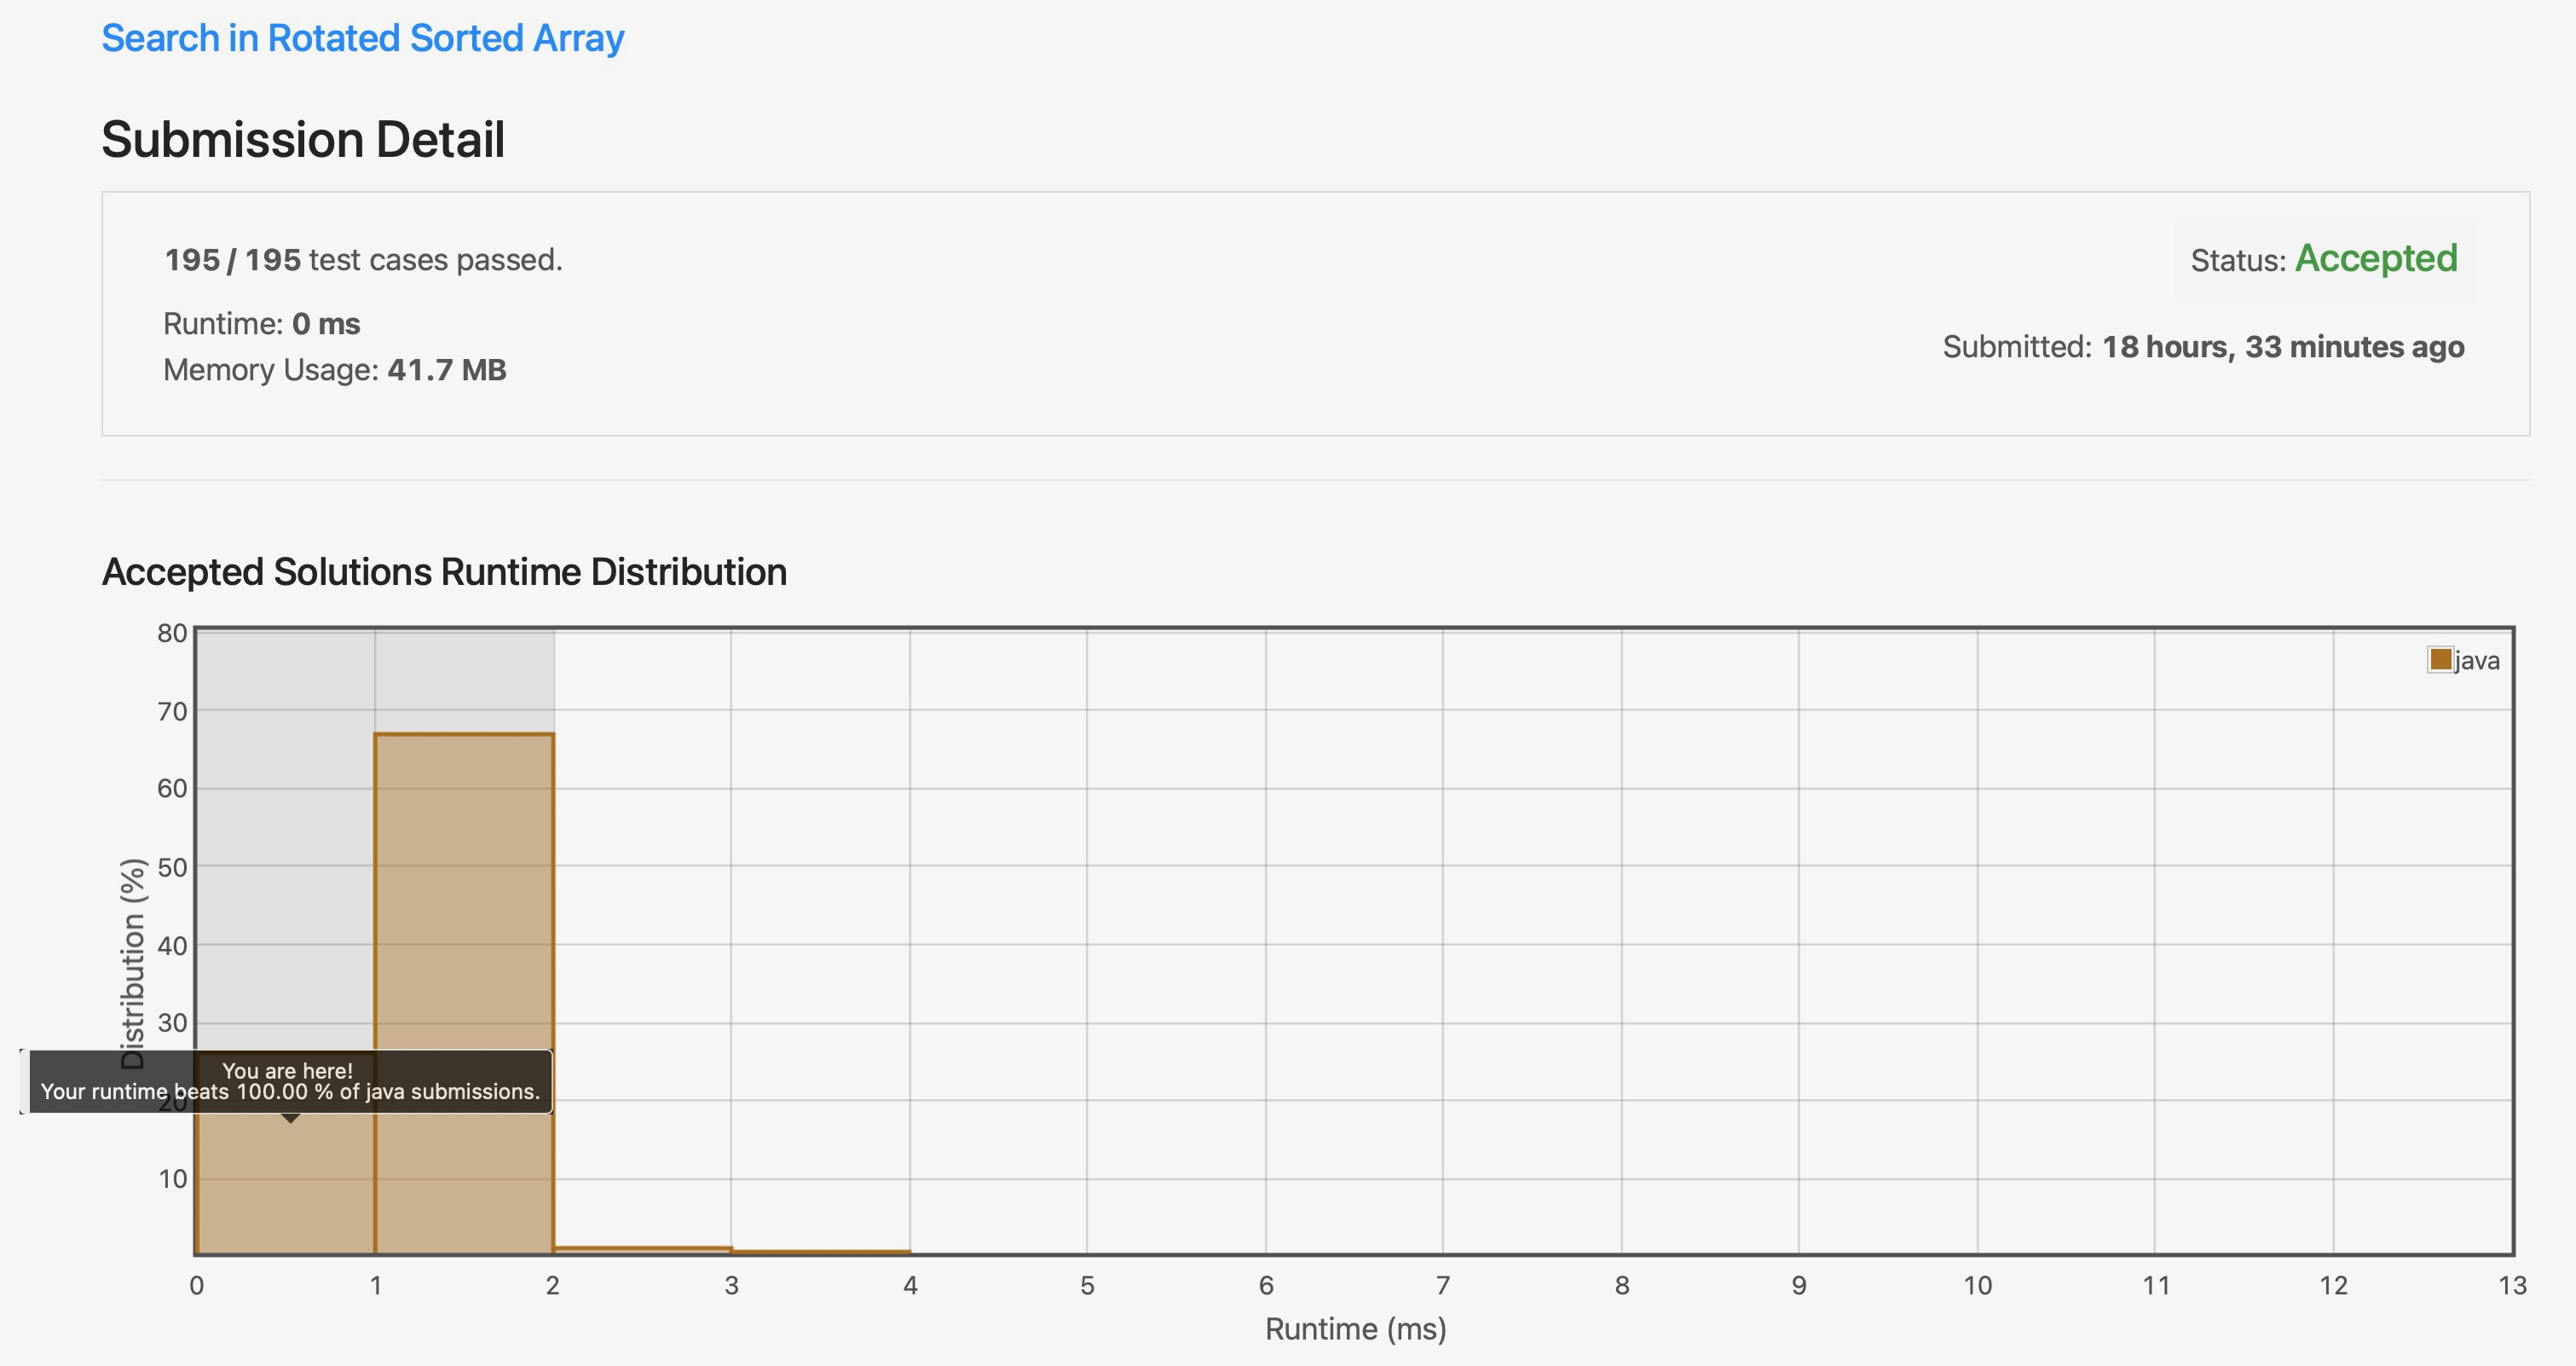 Search in Rotated Sorted Array
Submission Detail
195 / 195 test cases passed.
Status: Accepted
Runtime: 0 ms
Submitted: 18 hours, 33 minutes ago
Memory Usage: 41.7 MB
Accepted Solutions Runtime Distribution
80
java
70
60
50
Distribution (%)
40
30
You are here!
Your runtime beats 100.00 % of java submissions.
20
10
0 1 2 3 4 5 6 7 8 9 10 11 12 13
Runtime (ms)